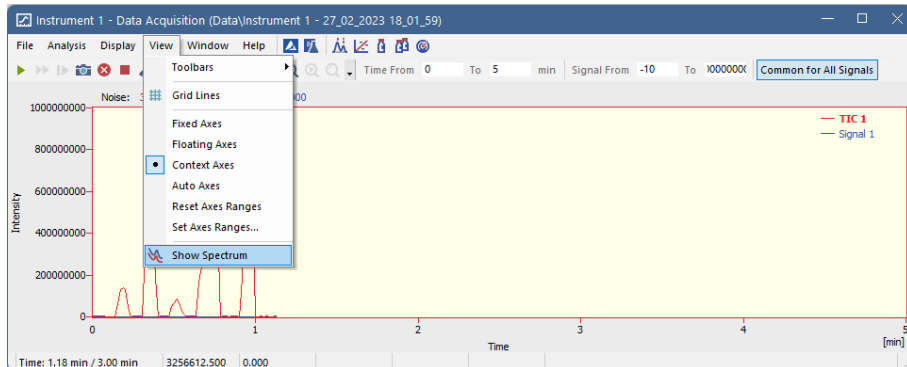 Instrument 1 - Data Acquisition (Data\Instrument 1 - 27_02_2023 18_01_59)
File Analysis Display View Window Help
Time From 0 To 5 min Signal From -10 To Common for All Signals
Noise:
Toolbars
Grid Lines
Fixed Axes
Floating Axes
Context Axes
Auto Axes
Reset Axes Ranges
Set Axes Ranges...
Show Spectrum
TIC 1
Signal 1
1000000000
800000000
600000000
400000000
200000000
0
Intensity
0 1 2 3 4 5
Time
[min]
Time: 1.18 min / 3.00 min 3256612.500 0.000